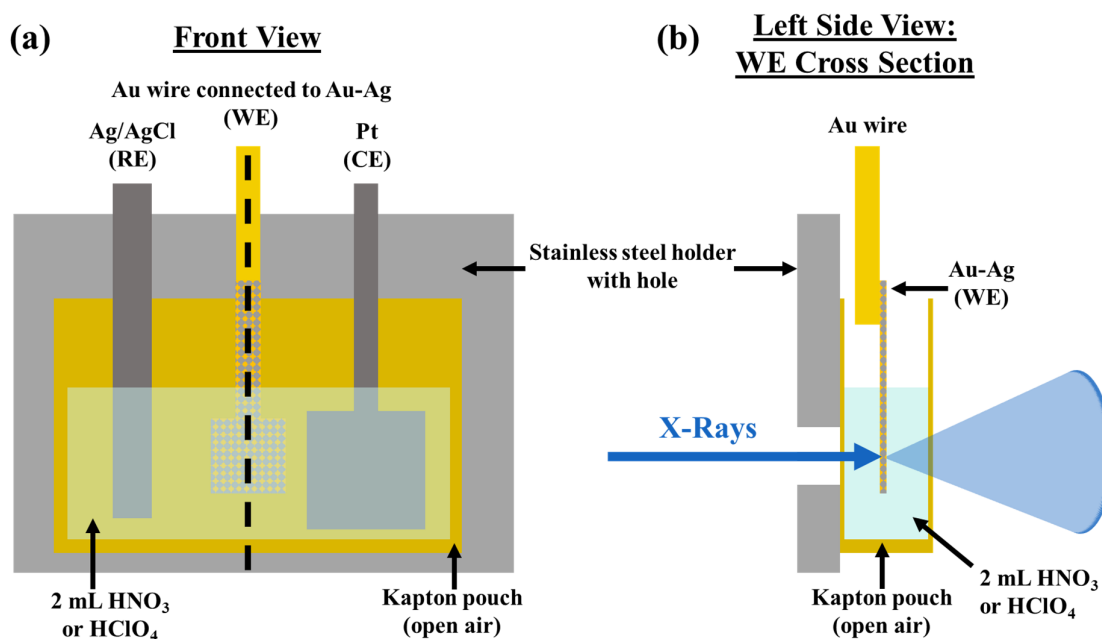 (a)
Front View
Au wire connected to Au-Ag
(WE)
Ag/AgCl
(RE)
Pt
(CE)
2 mL HNO₃
or HClO₄
Kapton pouch
(open air)
Stainless steel holder
with hole
(b)
Left Side View:
WE Cross Section
Au wire
Au-Ag
(WE)
X-Rays
Kapton pouch
(open air)
2 mL HNO₃
or HClO₄